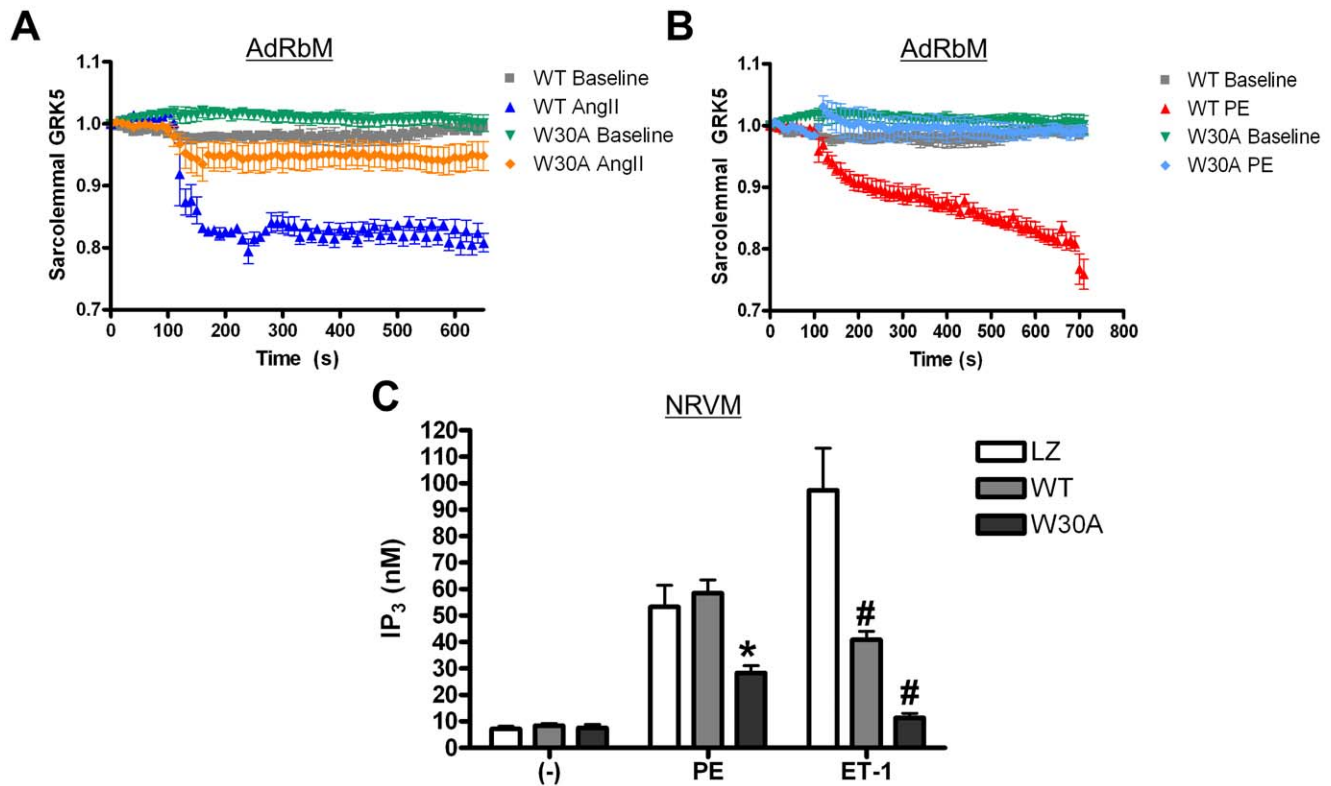 A
AdRbM
Sarcolemmal GRK5
1.1
1.0
0.9
0.8
0.7
0 100 200 300 400 500 600
Time (s)
WT Baseline
WT AngII
W30A Baseline
W30A AngII
B
AdRbM
Sarcolemmal GRK5
1.1
1.0
0.9
0.8
0.7
0 100 200 300 400 500 600 700 800
Time (s)
WT Baseline
WT PE
W30A Baseline
W30A PE
C
NRVM
IP3 (nM)
120
110
100
90
80
70
60
50
40
30
20
10
0
*
#
#
(-) PE ET-1
LZ
WT
W30A